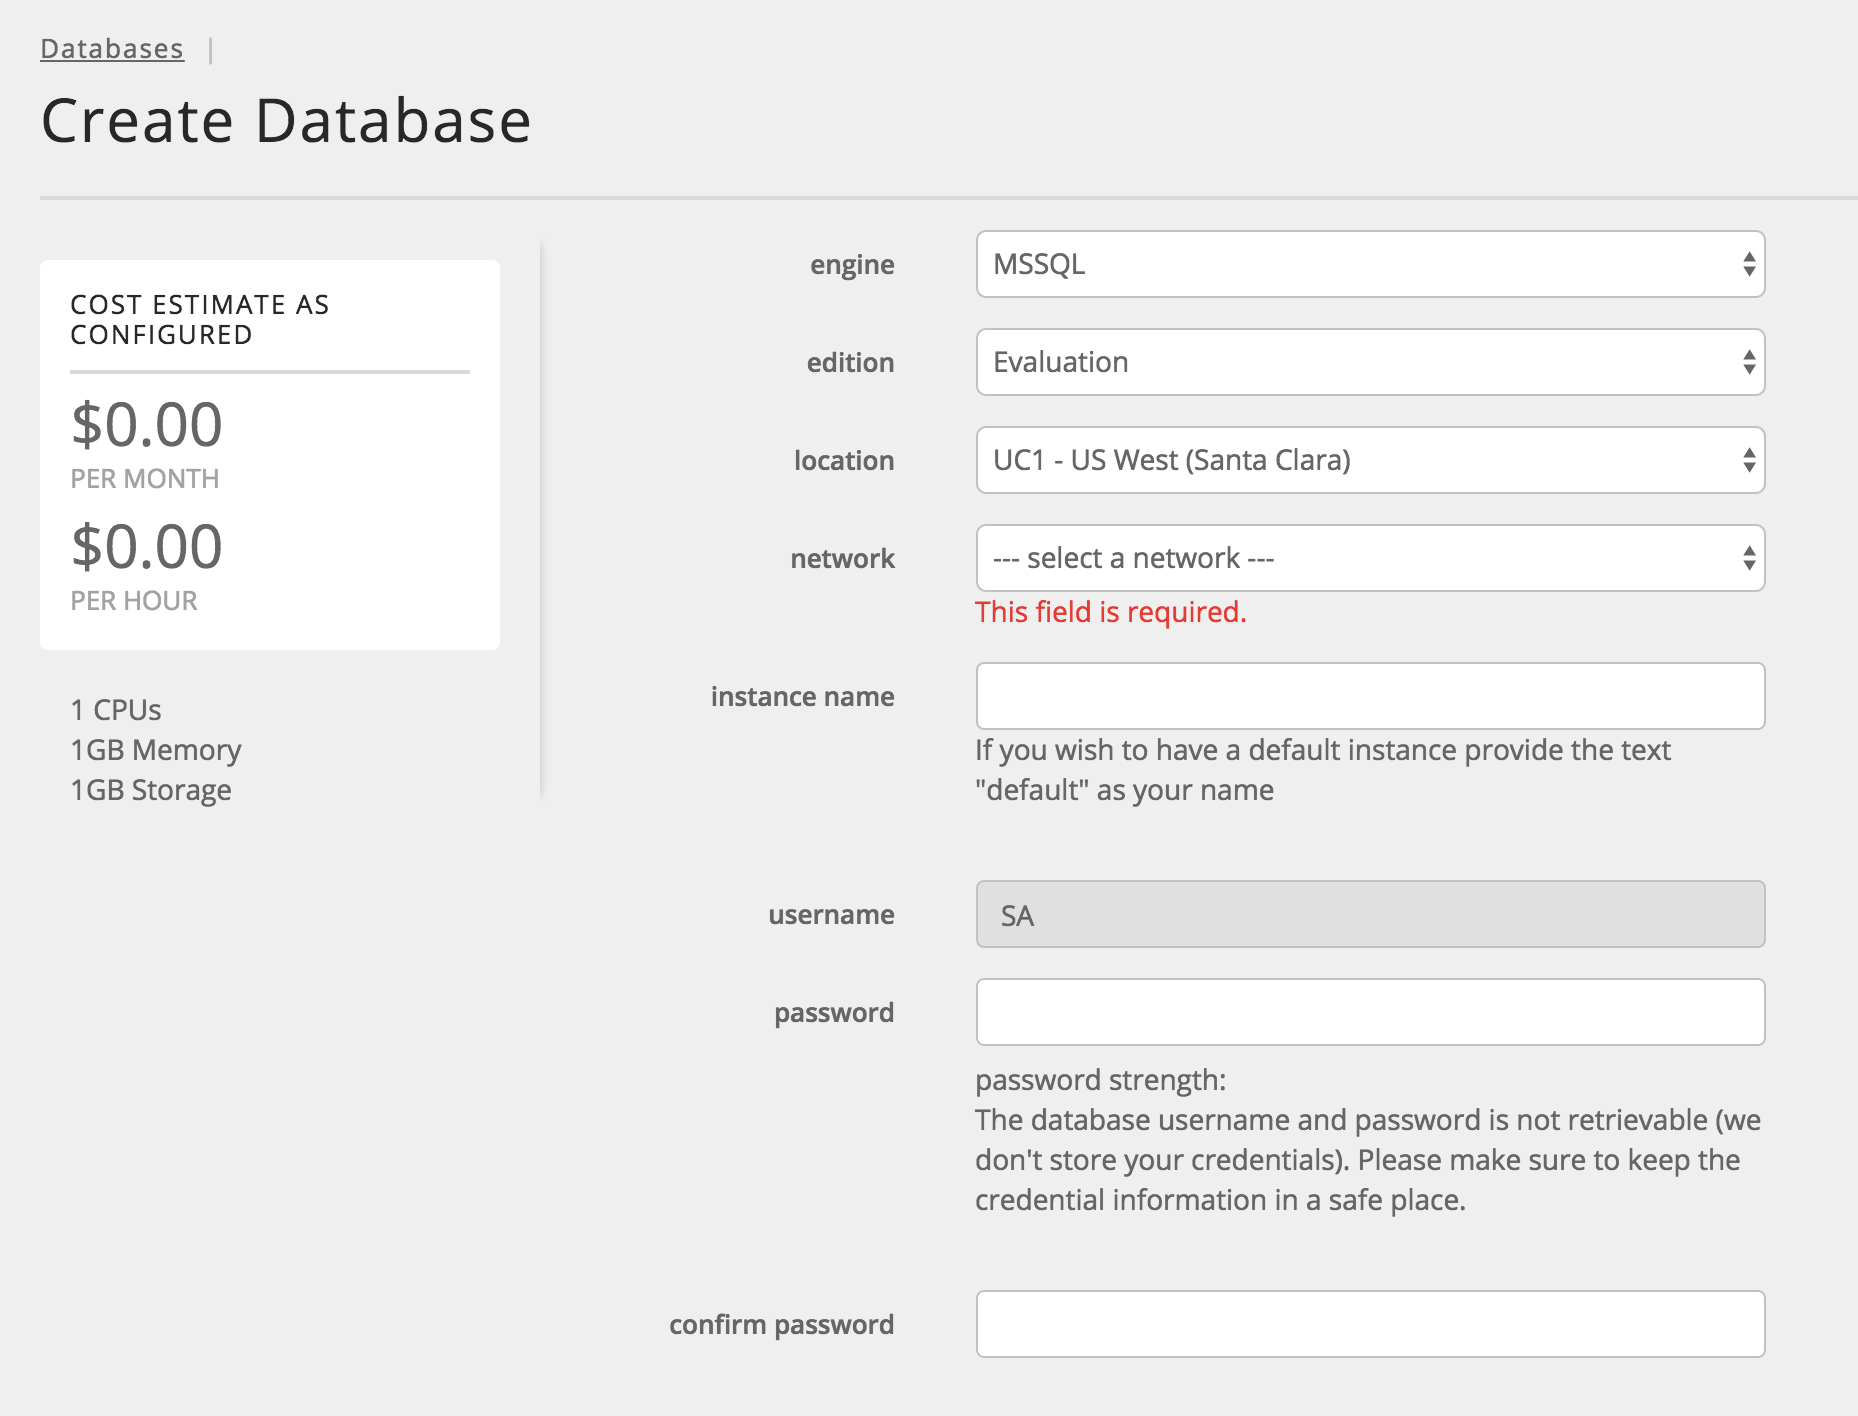 Databases |
Create Database
COST ESTIMATE AS
CONFIGURED
$0.00
PER MONTH
$0.00
PER HOUR
1 CPUs
1GB Memory
1GB Storage
engine
MSSQL
edition
Evaluation
location
UC1 - US West (Santa Clara)
network
--- select a network ---
This field is required.
instance name
If you wish to have a default instance provide the text
"default" as your name
username
SA
password
password strength:
The database username and password is not retrievable (we
don't store your credentials). Please make sure to keep the
credential information in a safe place.
confirm password